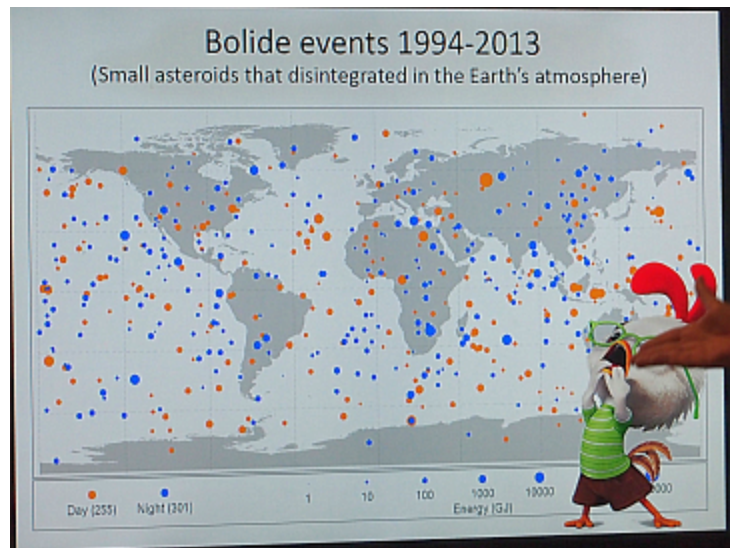 Bolide events 1994-2013
(Small asteroids that disintegrated in the Earth's atmosphere)
1 10 100 1000 10000
Day (255) Night (301) Energy (GJ)